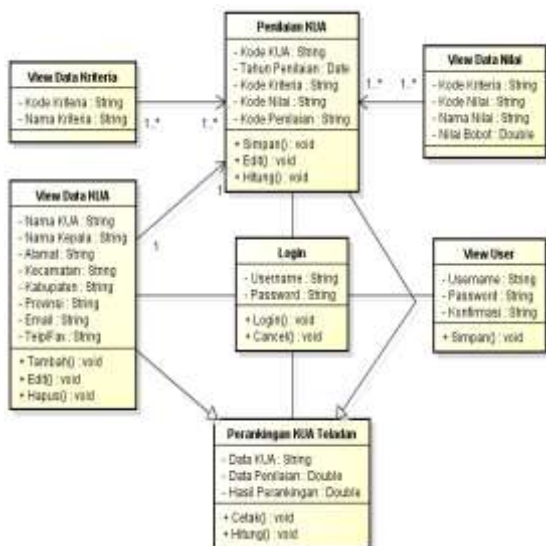 Penilaian KUA
- Kode KUA : String
- Tahun Penilaian : Date
- Kode Kriteria : String
- Kode Nilai : String
- Kode Penilaian : String
+ Simpan() : void
+ Edit() : void
+ Hitung() : void
View Data Kriteria
- Kode Kriteria : String
- Nama Kriteria : String
1..*
1..*
1..*
1..*
View Data Nilai
- Kode Kriteria : String
- Kode Nilai : String
- Nama Nilai : String
- Nilai Bobot : Double
View Data KUA
- Nama KUA : String
- Nama Kepala : String
- Alamat : String
- Kecamatan : String
- Kabupaten : String
- Provinsi : String
- Email : String
- Telp/Fax : String
+ Tambah() : void
+ Edit() : void
+ Hapus() : void
1
1
Login
- Username : String
- Password : String
+ Login() : void
+ Cancel() : void
View User
- Username : String
- Password : String
- Konfirmasi : String
+ Simpan() : void
Perankingan KUA Teladan
- Data KUA : String
- Data Penilaian : Double
- Hasil Perankingan : Double
+ Cetak() : void
+ Hitung() : void